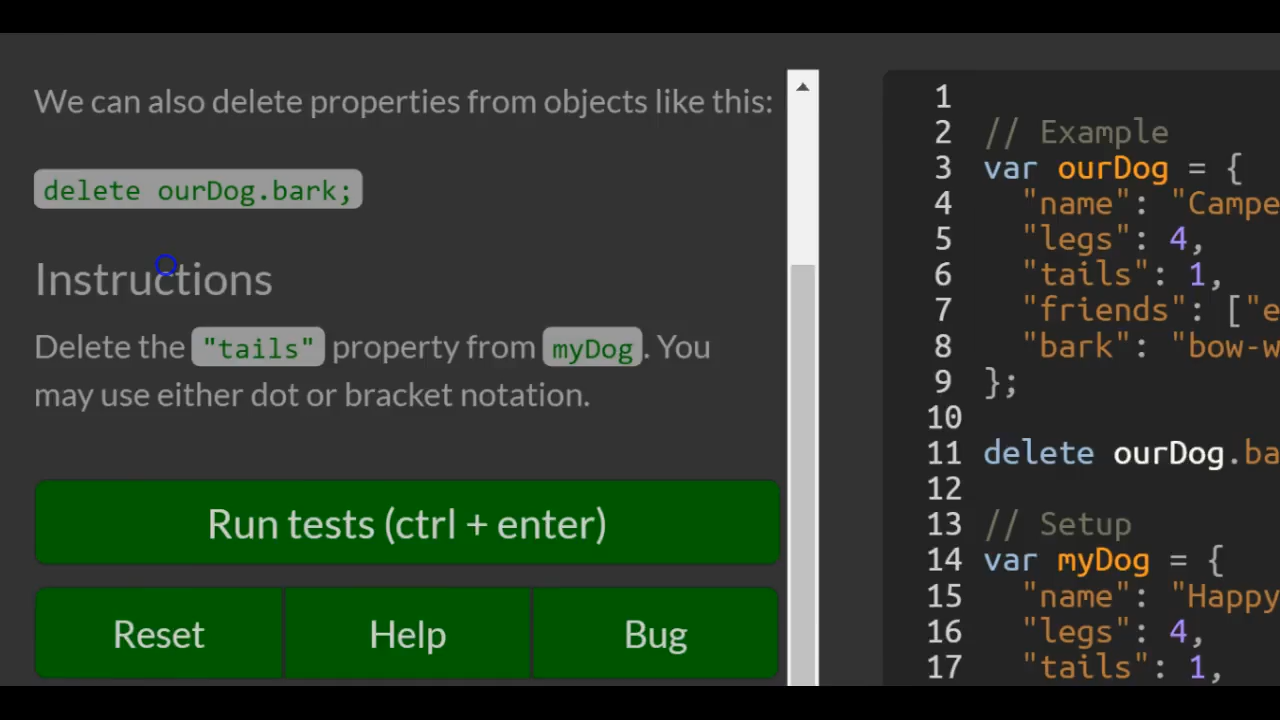 We can also delete properties from objects like this:
delete ourDog.bark;
Instructions
Delete the "tails" property from myDog. You
may use either dot or bracket notation.
Run tests (ctrl + enter)
Reset Help Bug
1
2 // Example
3 var ourDog = {
4 "name": "Campe
5 "legs": 4,
6 "tails": 1,
7 "friends": ["e
8 "bark": "bow-w
9 };
10
11 delete ourDog.ba
12
13 // Setup
14 var myDog = {
15 "name": "Happy
16 "legs": 4,
17 "tails": 1,